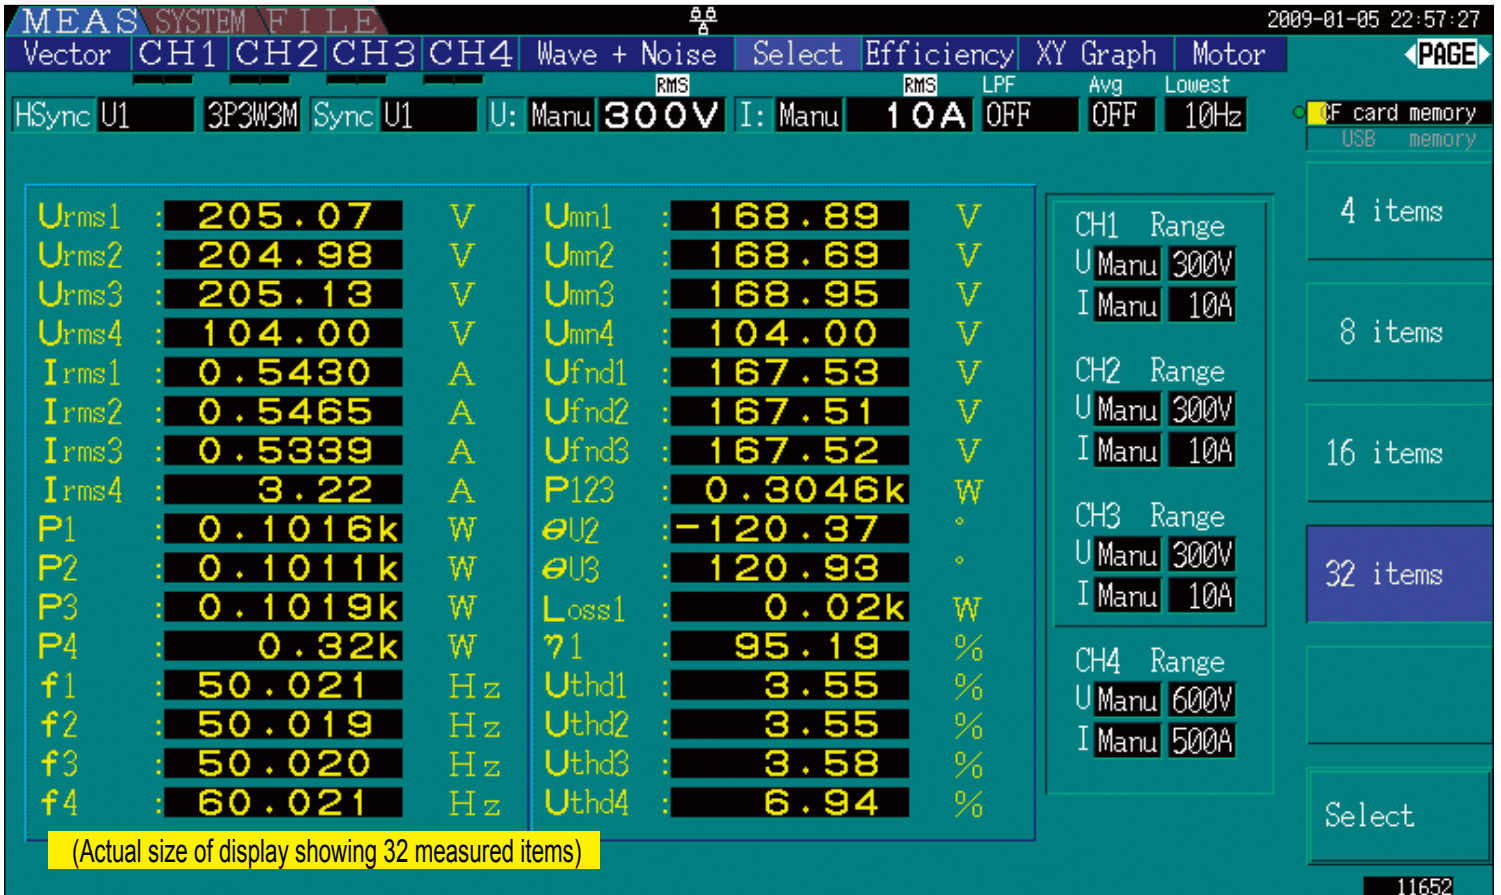 MEAS SYSTEM FILE 2009-01-05 22:57:27
Vector CH1 CH2 CH3 CH4 Wave + Noise Select Efficiency XY Graph Motor PAGE
RMS RMS LPF Avg Lowest
HSync U1 3P3W3M Sync U1 U: Manu 300V I: Manu 10A OFF OFF 10Hz
CF card memory
USB memory
Urms1 : 205.07 V
Urms2 : 204.98 V
Urms3 : 205.13 V
Urms4 : 104.00 V
Irms1 : 0.5430 A
Irms2 : 0.5465 A
Irms3 : 0.5339 A
Irms4 : 3.22 A
P1 : 0.1016k W
P2 : 0.1011k W
P3 : 0.1019k W
P4 : 0.32k W
f1 : 50.021 Hz
f2 : 50.019 Hz
f3 : 50.020 Hz
f4 : 60.021 Hz
Umn1 : 168.89 V
Umn2 : 168.69 V
Umn3 : 168.95 V
Umn4 : 104.00 V
Ufnd1 : 167.53 V
Ufnd2 : 167.51 V
Ufnd3 : 167.52 V
P123 : 0.3046k W
θU2 :-120.37 °
θU3 : 120.93 °
Loss1 : 0.02k W
η1 : 95.19 %
Uthd1 : 3.55 %
Uthd2 : 3.55 %
Uthd3 : 3.58 %
Uthd4 : 6.94 %
CH1 Range
U Manu 300V
I Manu 10A
CH2 Range
U Manu 300V
I Manu 10A
CH3 Range
U Manu 300V
I Manu 10A
CH4 Range
U Manu 600V
I Manu 500A
4 items
8 items
16 items
32 items
Select
(Actual size of display showing 32 measured items)
11652